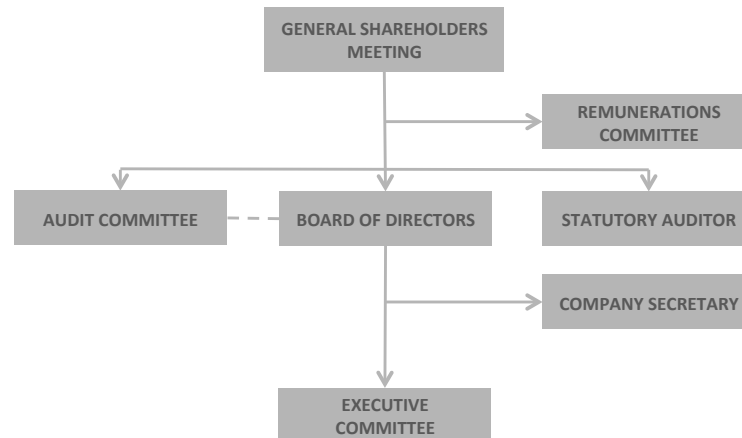 GENERAL SHAREHOLDERS
MEETING
REMUNERATIONS
COMMITTEE
AUDIT COMMITTEE
BOARD OF DIRECTORS
STATUTORY AUDITOR
COMPANY SECRETARY
EXECUTIVE
COMMITTEE